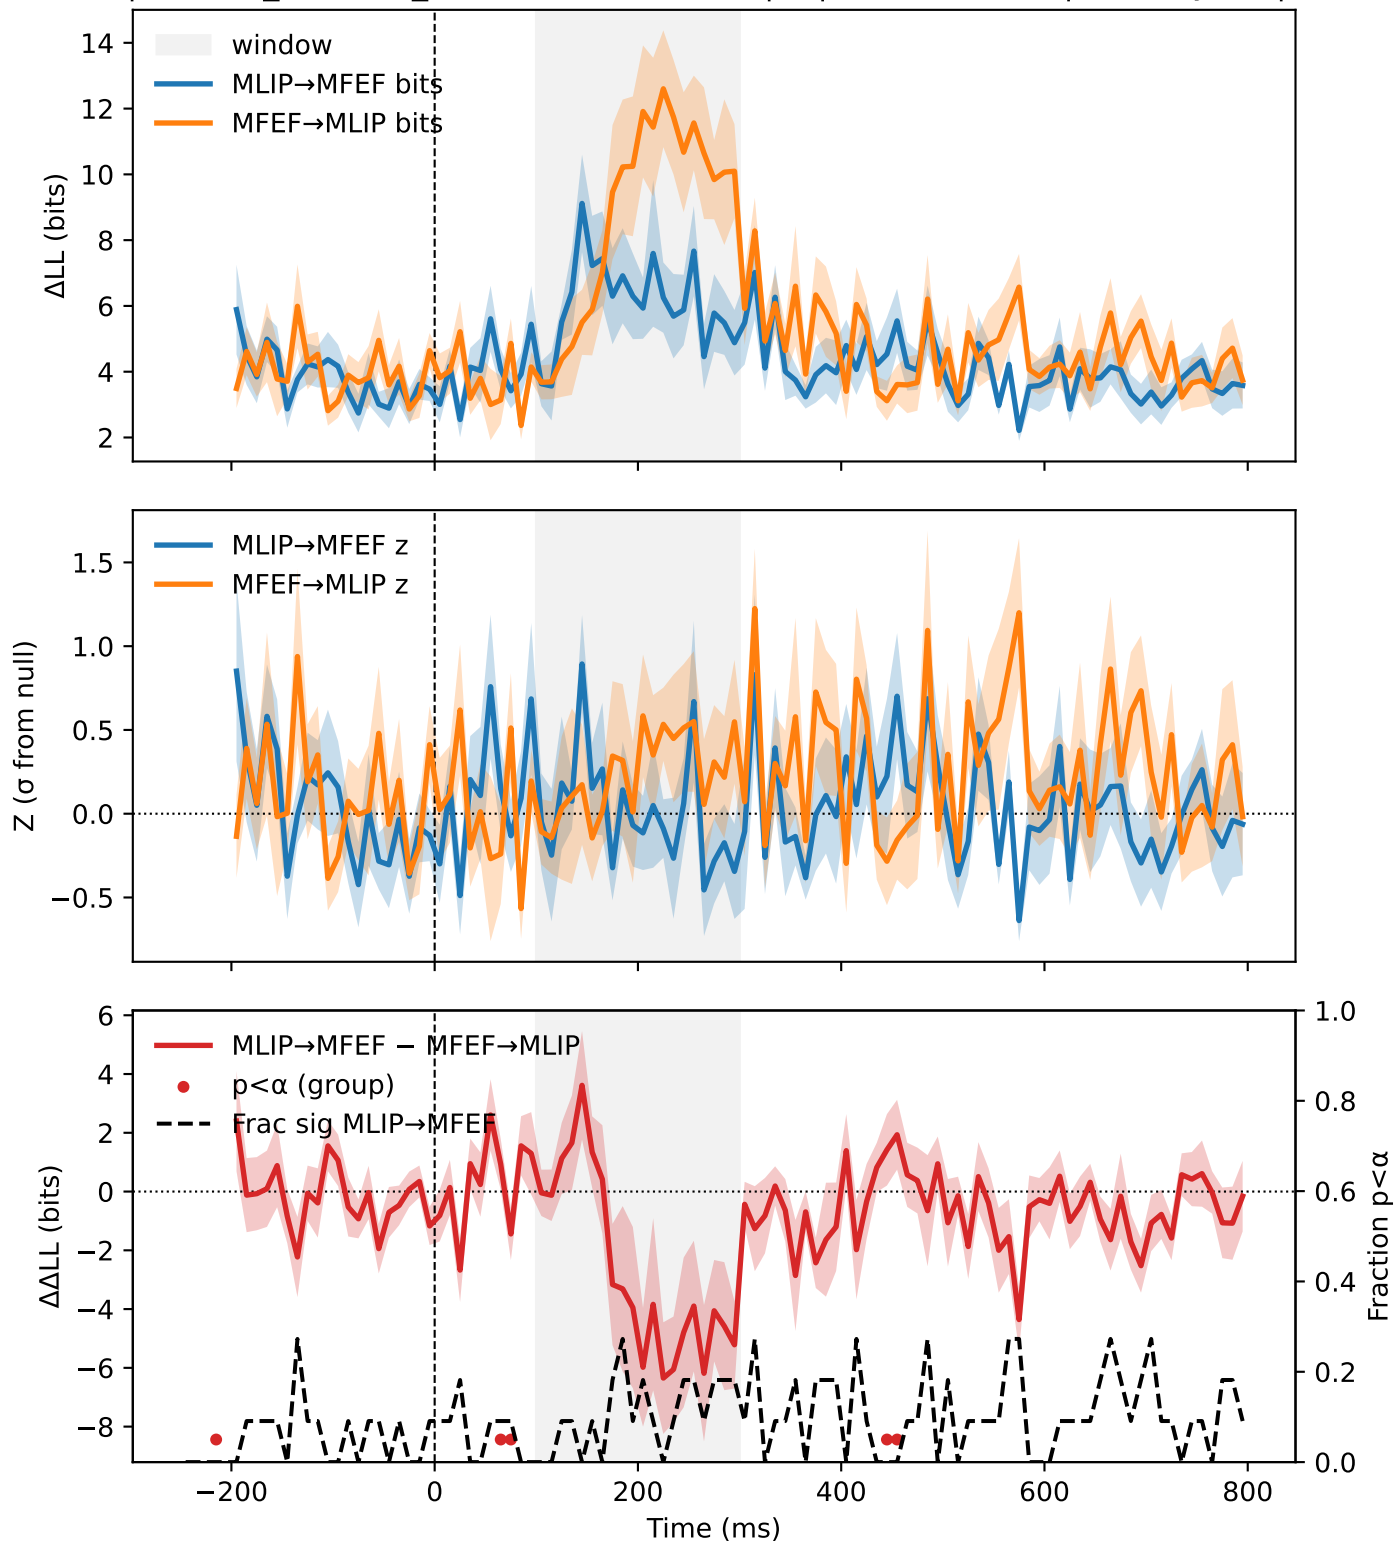 14
12
10
8
6
4
2
ΔLL (bits)
window
MLIP→MFEF bits
MFEF→MLIP bits
1.5
1.0
0.5
0.0
−0.5
Z (σ from null)
MLIP→MFEF z
MFEF→MLIP z
6
4
2
0
−2
−4
−6
−8
ΔΔLL (bits)
MLIP→MFEF − MFEF→MLIP
p<α (group)
Frac sig MLIP→MFEF
1.0
0.8
0.6
0.4
0.2
0.0
Fraction p<α
−200
0
200
400
600
800
Time (ms)